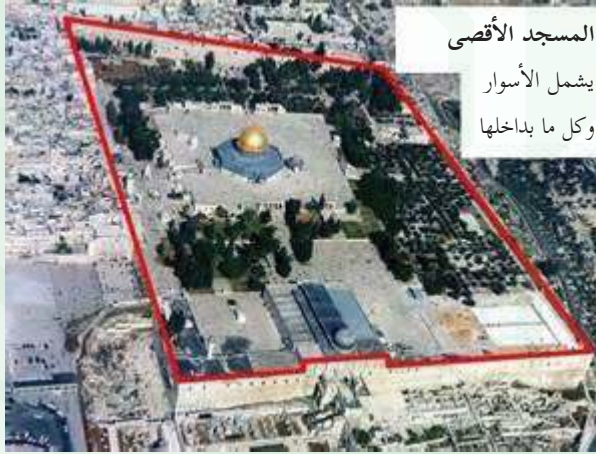 المسجد الأقصى
يشمل الأسوار
وكل ما بداخلها